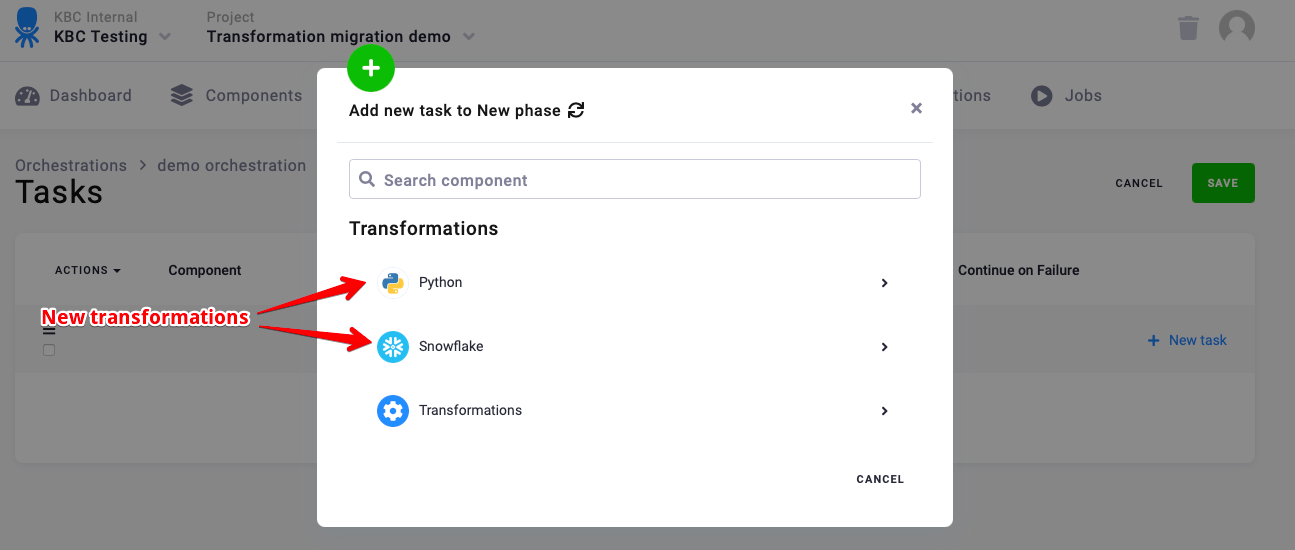 KBC Internal
KBC Testing
Project
Transformation migration demo
Dashboard
Components
tions
Jobs
Add new task to New phase
Search component
Orchestrations
demo orchestration
Tasks
CANCEL
SAVE
Transformations
ACTIONS
Component
Continue on Failure
Python
New transformations
Snowflake
New task
Transformations
CANCEL